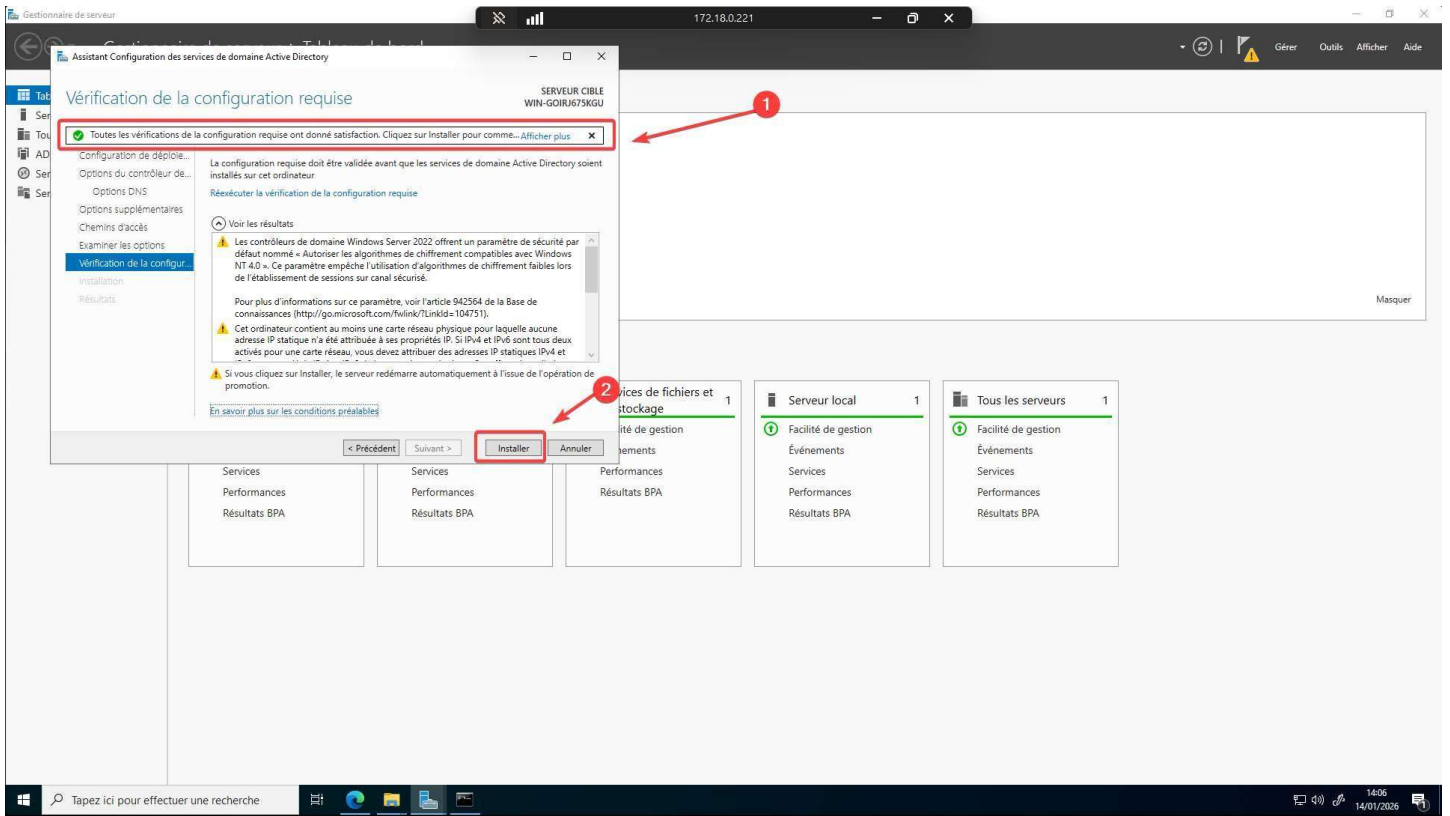 Gestionnaire de serveur
172.18.0.221
Gérer Outils Afficher Aide
Assistant Configuration des services de domaine Active Directory
Vérification de la configuration requise
SERVEUR CIBLE
WIN-GOIRJ675KGU
1
Toutes les vérifications de la configuration requise ont donné satisfaction. Cliquez sur Installer pour comme... Afficher plus
Tab
Ser
Tou
AD
Ser
Ser
Configuration de déploie...
Options du contrôleur de...
Options DNS
Options supplémentaires
Chemins d'accès
Examiner les options
Vérification de la configur...
Installation
Résultats
La configuration requise doit être validée avant que les services de domaine Active Directory soient
installés sur cet ordinateur
Réexécuter la vérification de la configuration requise
Voir les résultats
Les contrôleurs de domaine Windows Server 2022 offrent un paramètre de sécurité par
défaut nommé « Autoriser les algorithmes de chiffrement compatibles avec Windows
NT 4.0 ». Ce paramètre empêche l'utilisation d'algorithmes de chiffrement faibles lors
de l'établissement de sessions sur canal sécurisé.
Pour plus d'informations sur ce paramètre, voir l'article 942564 de la Base de
connaissances (http://go.microsoft.com/fwlink/?LinkId=104751).
Cet ordinateur contient au moins une carte réseau physique pour laquelle aucune
adresse IP statique n'a été attribuée à ses propriétés IP. Si IPv4 et IPv6 sont tous deux
activés pour une carte réseau, vous devez attribuer des adresses IP statiques IPv4 et
Si vous cliquez sur Installer, le serveur redémarre automatiquement à l'issue de l'opération de
promotion.
En savoir plus sur les conditions préalables
2
< Précédent Suivant > Installer Annuler
Masquer
Services
Performances
Résultats BPA
Services
Performances
Résultats BPA
vices de fichiers et
stockage
1
ité de gestion
nements
Performances
Résultats BPA
Serveur local 1
Facilité de gestion
Événements
Services
Performances
Résultats BPA
Tous les serveurs 1
Facilité de gestion
Événements
Services
Performances
Résultats BPA
Tapez ici pour effectuer une recherche
14:06
14/01/2026
1